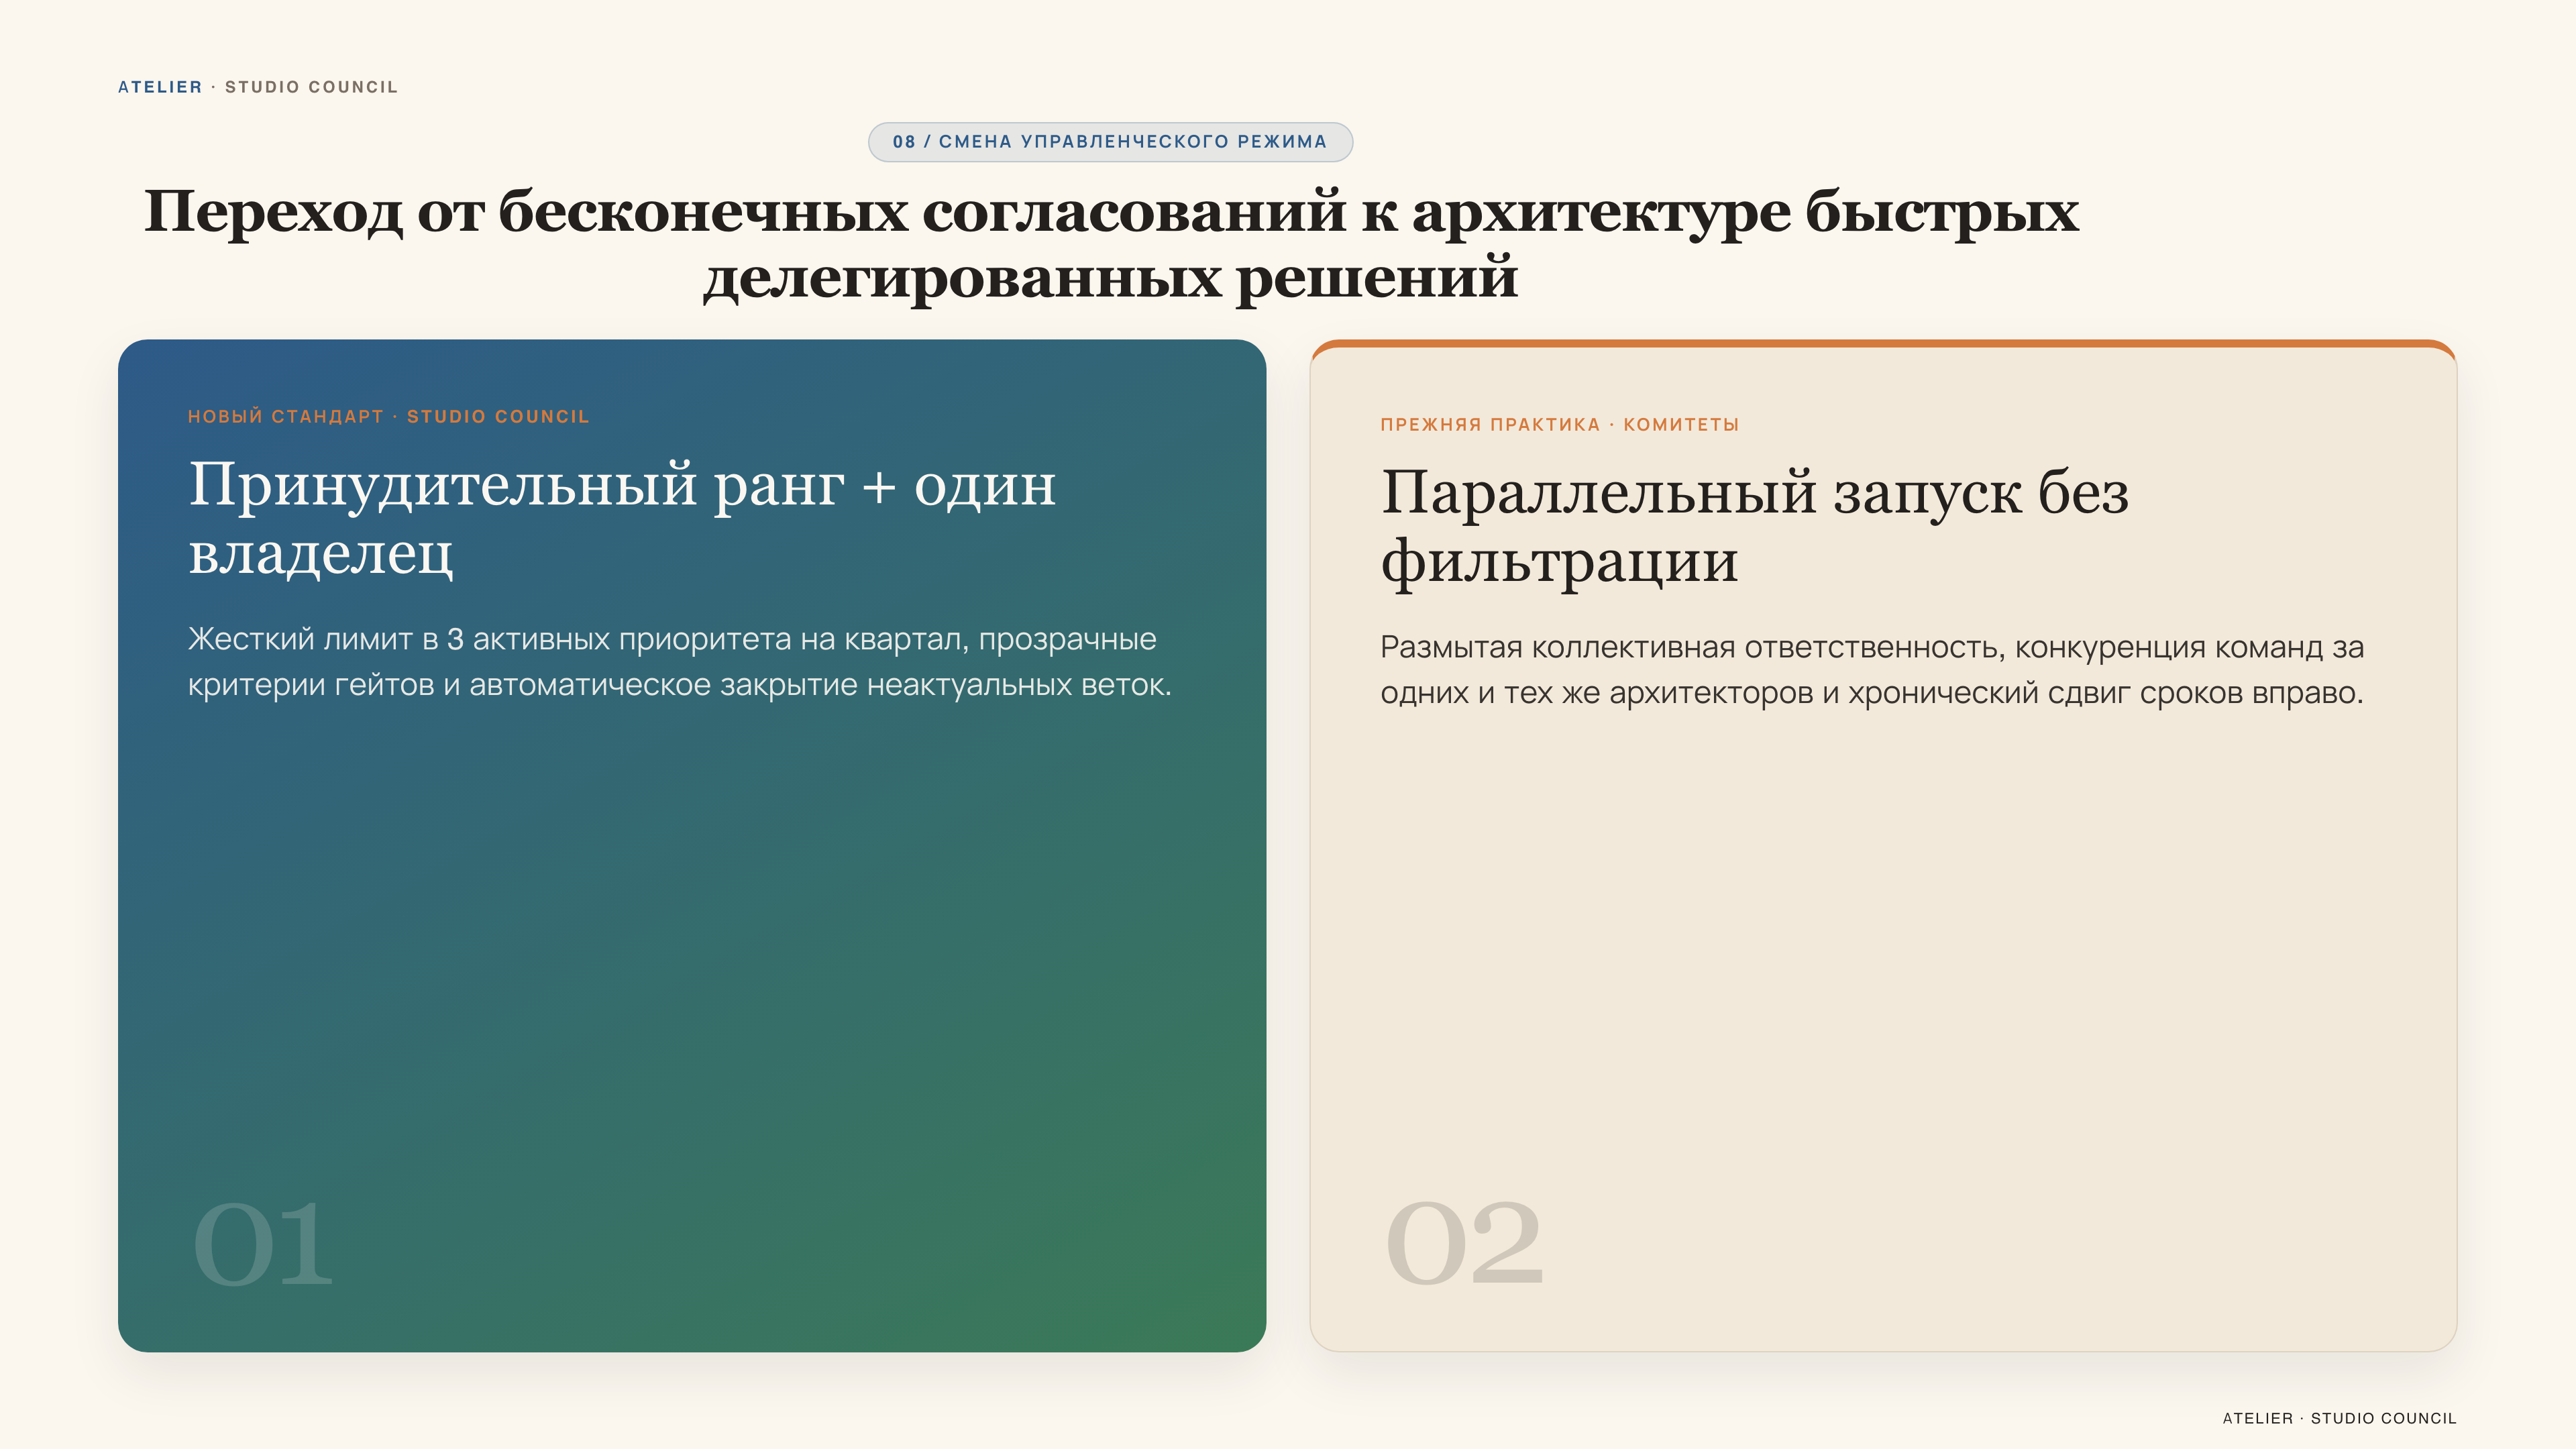 ATELIER · STUDIO COUNCIL
08 / СМЕНА УПРАВЛЕНЧЕСКОГО РЕЖИМА
Переход от бесконечных согласований к архитектуре быстрых
делегированных решений
НОВЫЙ СТАНДАРТ · STUDIO COUNCIL
Принудительный ранг + один
владелец
Жесткий лимит в 3 активных приоритета на квартал, прозрачные
критерии гейтов и автоматическое закрытие неактуальных веток.
01
ПРЕЖНЯЯ ПРАКТИКА · КОМИТЕТЫ
Параллельный запуск без
фильтрации
Размытая коллективная ответственность, конкуренция команд за
одних и тех же архитекторов и хронический сдвиг сроков вправо.
02
ATELIER · STUDIO COUNCIL